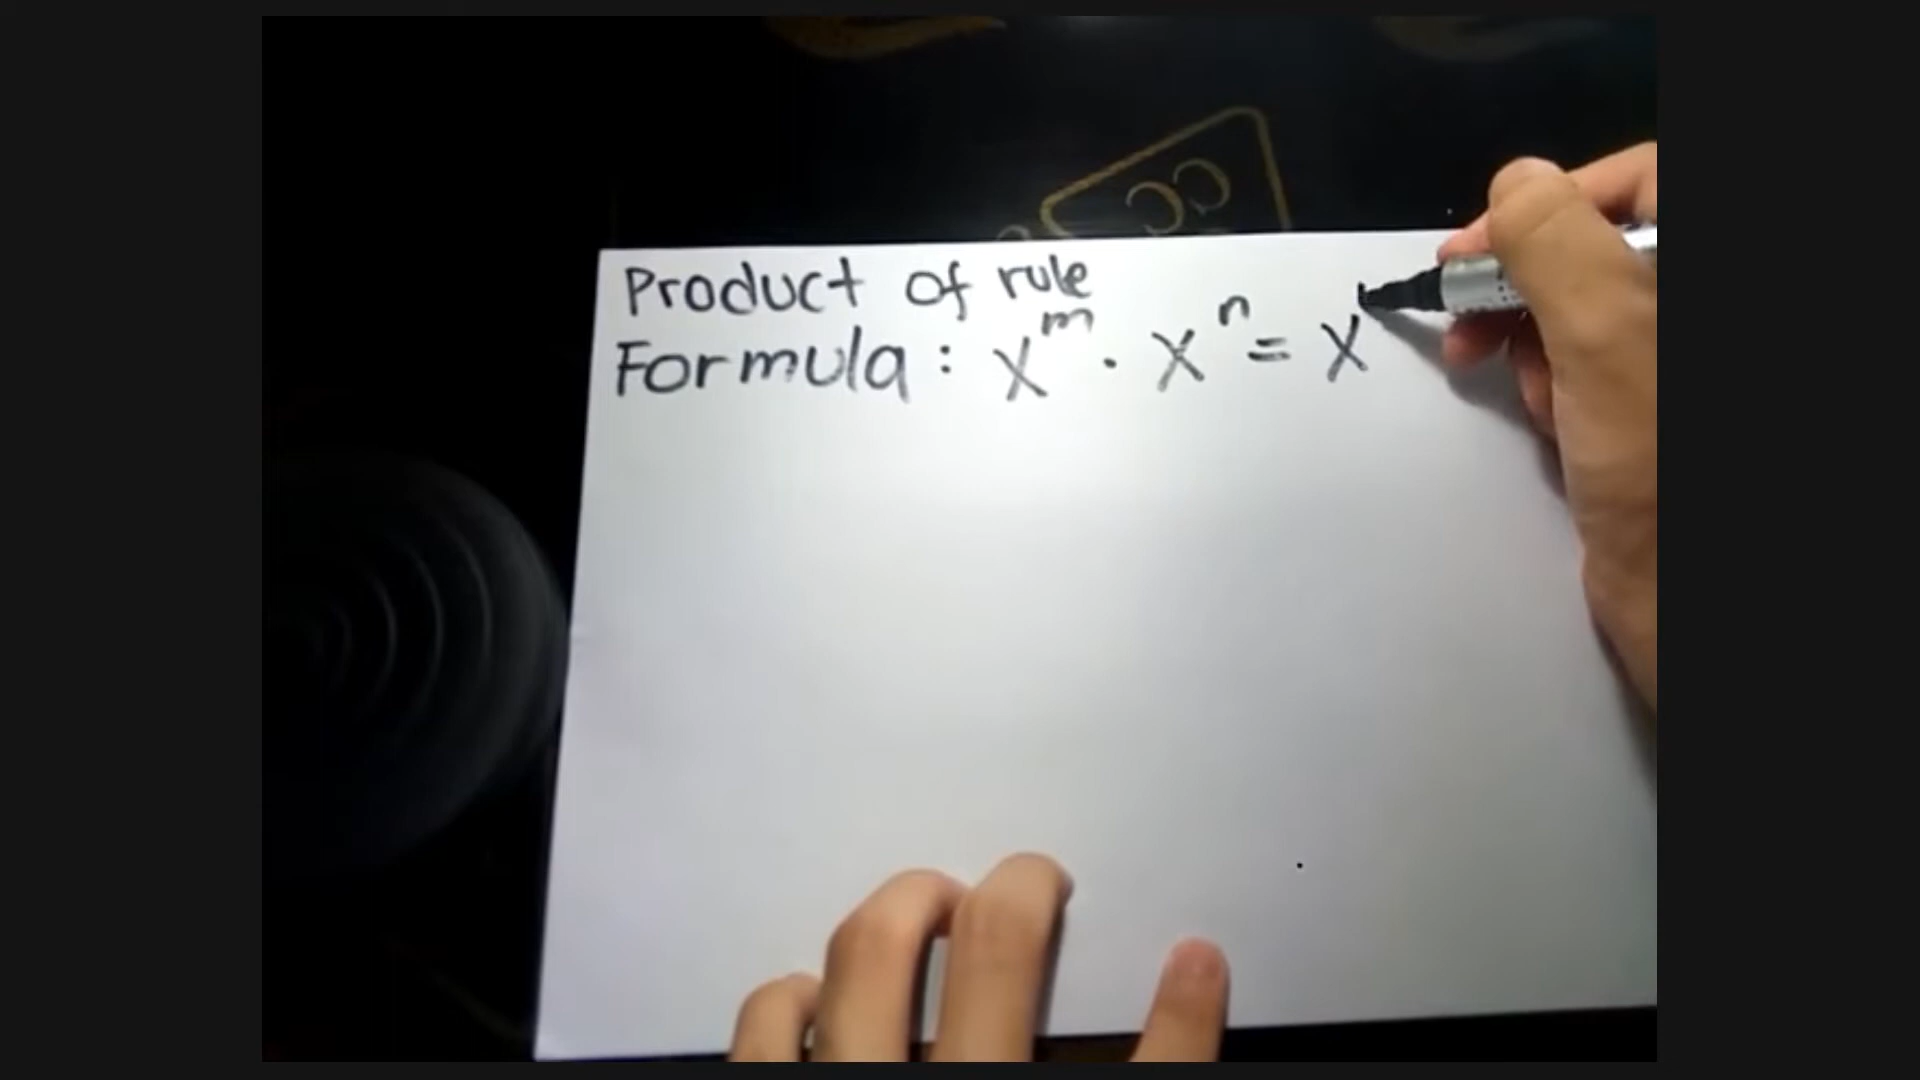 Product of rule
Formula : x^m · x^n = x